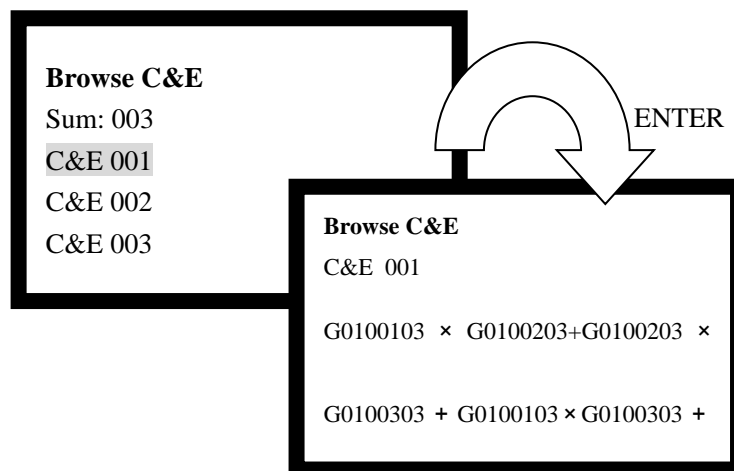 Browse C&E
Sum: 003
C&E 001
C&E 002
C&E 003
ENTER
Browse C&E
C&E 001
G0100103 × G0100203+G0100203 ×
G0100303 + G0100103 × G0100303 +